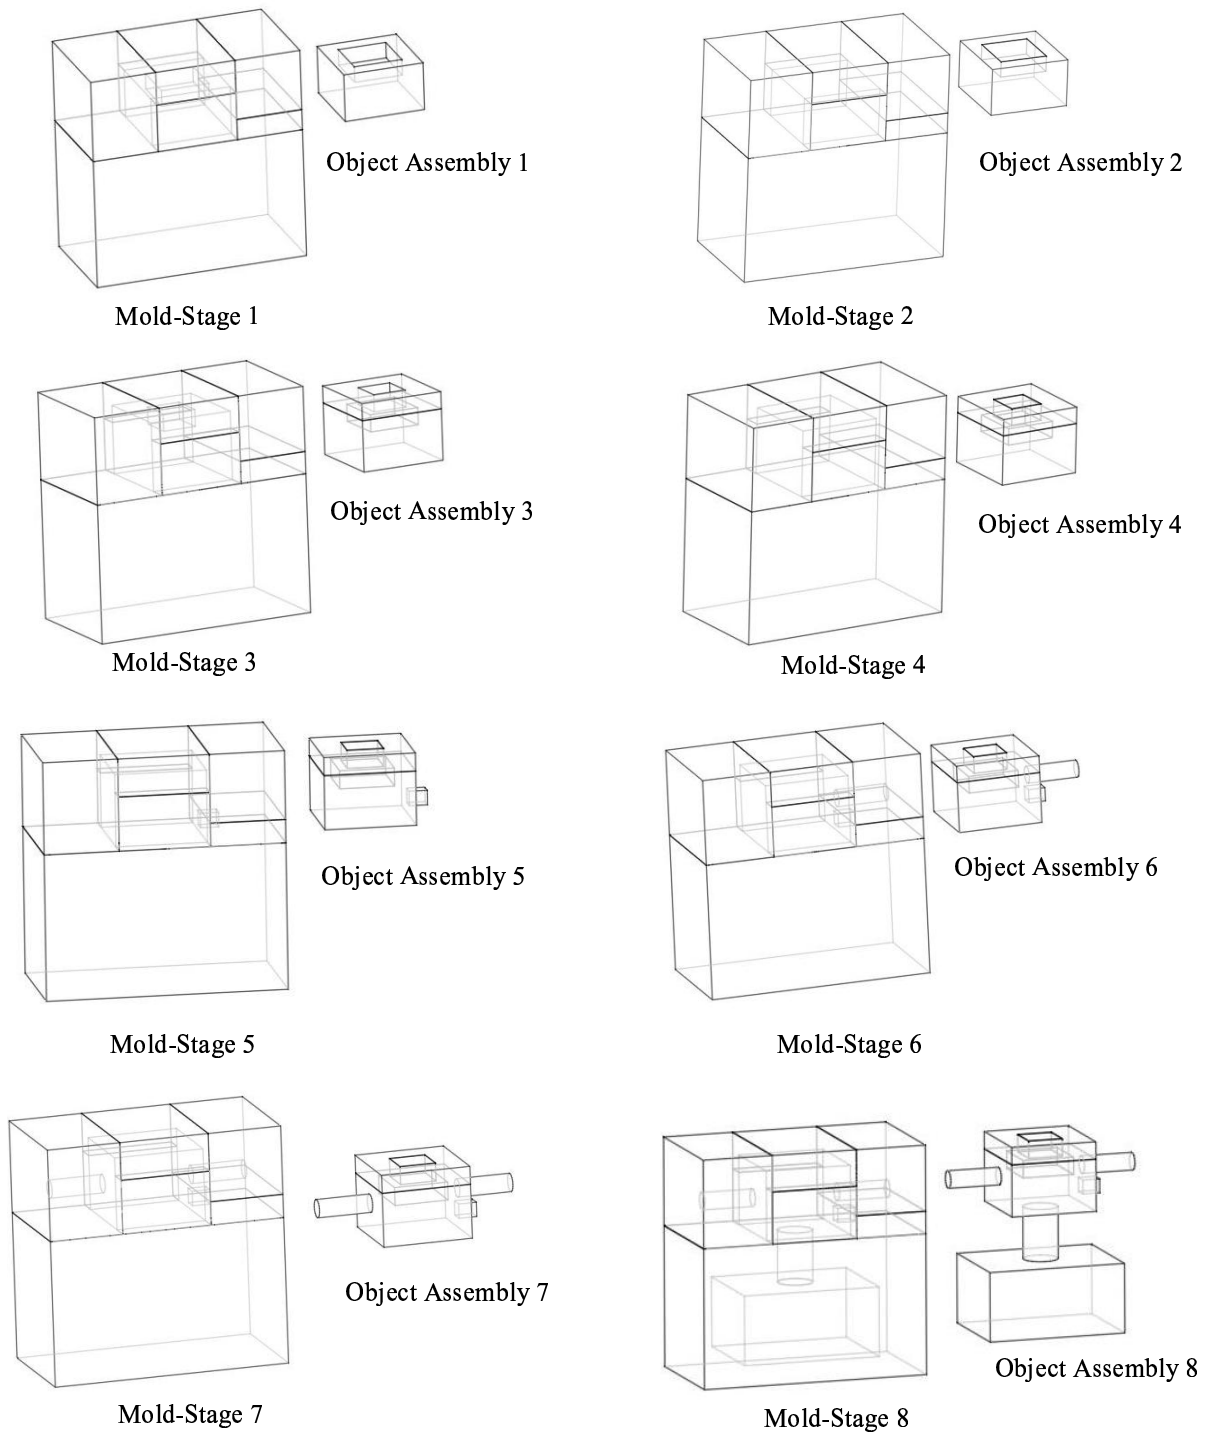 Object Assembly 1
Object Assembly 2
Mold-Stage 1
Mold-Stage 2
Object Assembly 3
Object Assembly 4
Mold-Stage 3
Mold-Stage 4
Object Assembly 5
Object Assembly 6
Mold-Stage 5
Mold-Stage 6
Object Assembly 7
Object Assembly 8
Mold-Stage 7
Mold-Stage 8